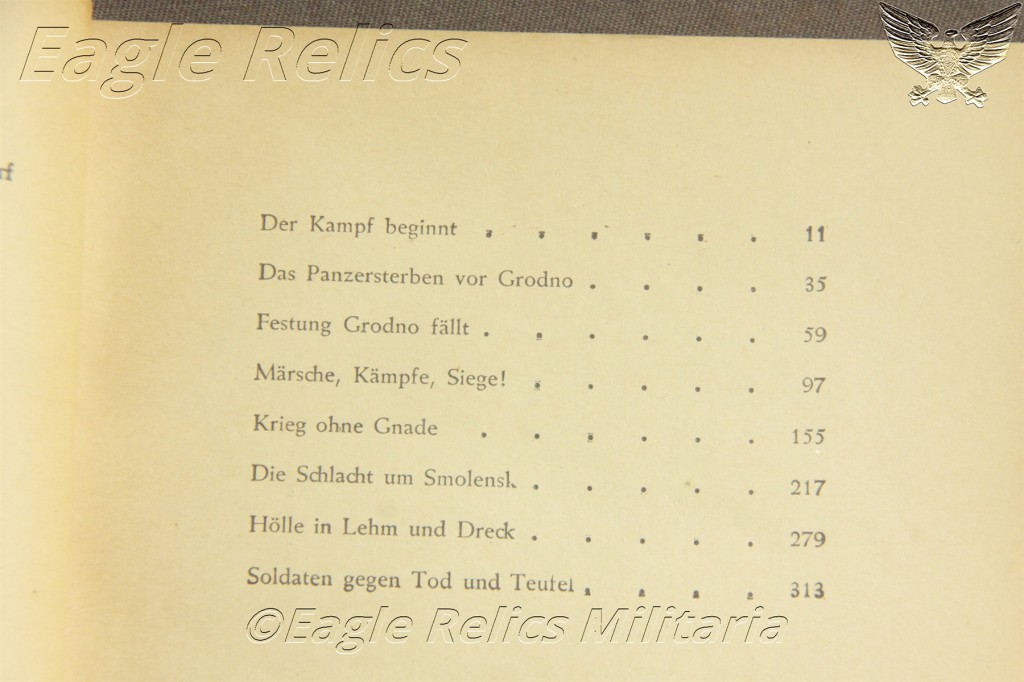 Eagle Relics
Der Kampf beginnt . . . . . . 11
Das Panzersterben vor Grodno . . . . 35
Festung Grodno fällt . . . . . . 59
Märsche, Kämpfe, Siege! . . . . . 97
Krieg ohne Gnade . . . . . . 155
Die Schlacht um Smolensk . . . . . 217
Hölle in Lehm und Dreck . . . . . 279
Soldaten gegen Tod und Teufel . . . . 313
©Eagle Relics Militaria